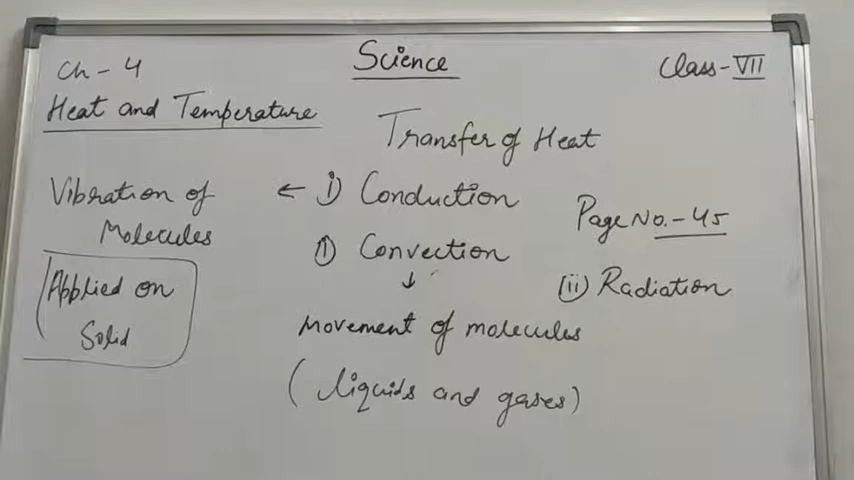 Ch - 4
Science
Class - VII
Heat and Temperature
Transfer of Heat
Vibration of
Molecules
← i) Conduction
Page No. - 45
Applied on
Solid
(i) Convection
↓
(ii) Radiation
Movement of molecules
(liquids and gases)